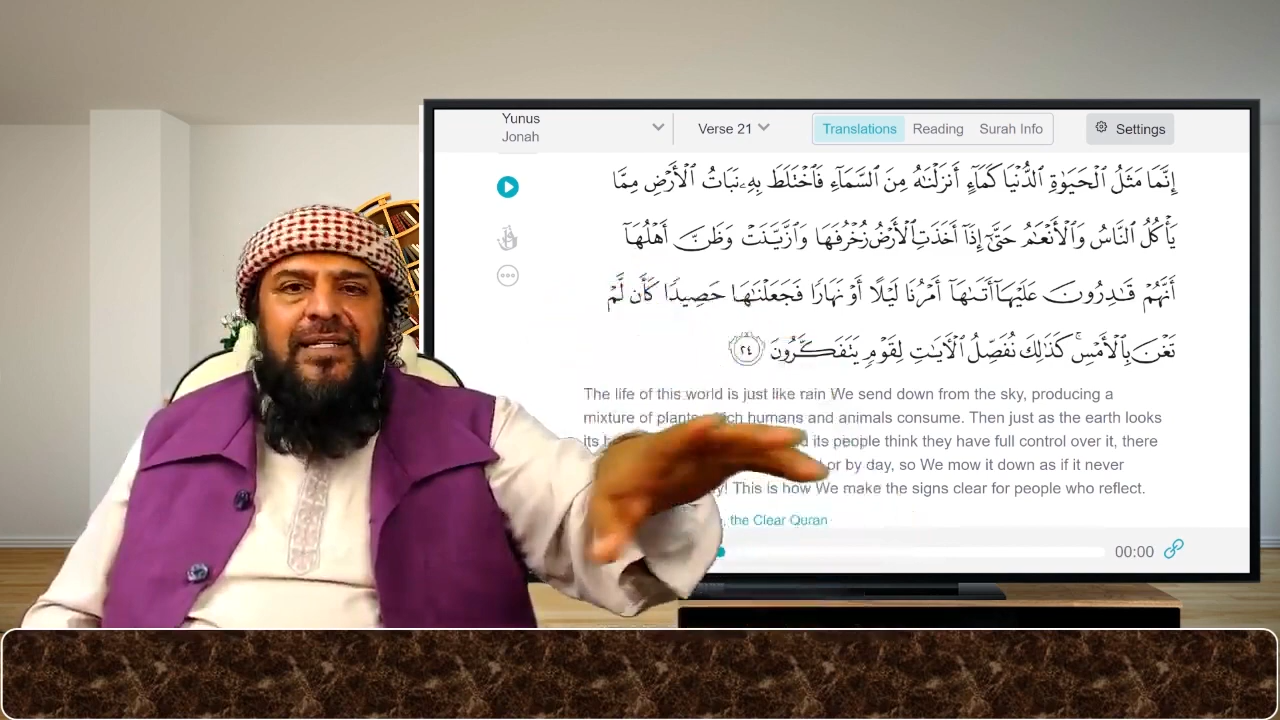 Yunus
Jonah
Verse 21
Translations
Reading
Surah Info
Settings
إِنَّمَا مَثَلُ ٱلْحَيَوٰةِ ٱلدُّنْيَا كَمَآءٍ أَنزَلْنَـٰهُ مِنَ ٱلسَّمَآءِ فَٱخْتَلَطَ بِهِۦ نَبَاتُ ٱلْأَرْضِ مِمَّا
يَأْكُلُ ٱلنَّاسُ وَٱلْأَنْعَـٰمُ حَتَّىٰٓ إِذَآ أَخَذَتِ ٱلْأَرْضُ زُخْرُفَهَا وَٱزَّيَّنَتْ وَظَنَّ أَهْلُهَآ
أَنَّهُمْ قَـٰدِرُونَ عَلَيْهَآ أَتَىٰهَآ أَمْرُنَا لَيْلًا أَوْ نَهَارًا فَجَعَلْنَـٰهَا حَصِيدًا كَأَن لَّمْ
تَغْنَ بِٱلْأَمْسِ ۚ كَذَٰلِكَ نُفَصِّلُ ٱلْـَٔايَـٰتِ لِقَوْمٍ يَتَفَكَّرُونَ ٢٤
The life of this world is just like rain We send down from the sky, producing a
mixture of plants which humans and animals consume. Then just as the earth looks
its its people think they have full control over it, there
or by day, so We mow it down as if it never
This is how We make the signs clear for people who reflect.
, the Clear Quran
00:00